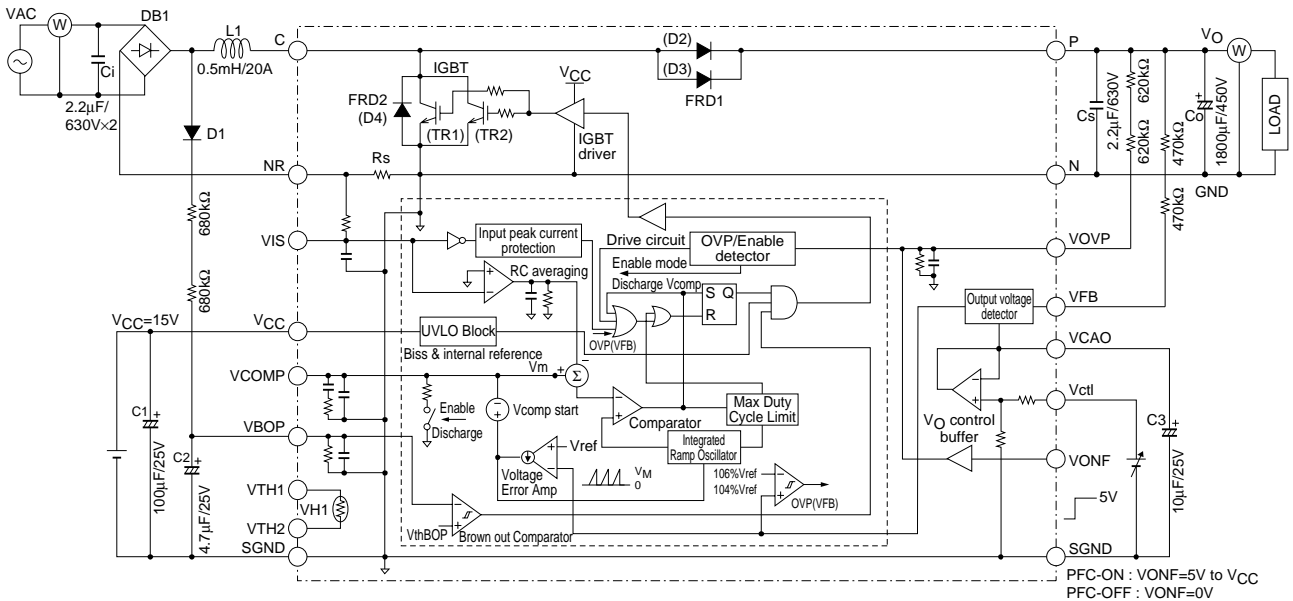 VAC
W
DB1
Ci
2.2µF/
630V×2
L1
0.5mH/20A
C
D1
NR
680kΩ
680kΩ
Rs
VIS
VCC=15V
VCC
VCOMP
C1
100µF/25V
VBOP
C2
4.7µF/25V
VTH1
VH1
VTH2
SGND
FRD2
(D4)
IGBT
(TR1)
(TR2)
VCC
IGBT
driver
(D2)
(D3)
FRD1
Input peak current
protection
Drive circuit
OVP/Enable
detector
RC averaging
Enable mode
Discharge Vcomp
S Q
R
OVP(VFB)
UVLO Block
Biss & internal reference
Vm
+
−
Σ
Enable
Discharge
Vcomp start
Comparator
Max Duty
Cycle Limit
Integrated
Ramp Oscillator
Vref
Voltage
Error Amp
VM
0
106%Vref
104%Vref
OVP(VFB)
VthBOP
Brown out Comparator
P
VO
W
Cs
2.2µF/630V
620kΩ
620kΩ
470kΩ
470kΩ
Co
1800µF/450V
LOAD
N
GND
VOVP
Output voltage
detector
VFB
VCAO
Vctl
VO control
buffer
C3
10µF/25V
VONF
5V
SGND
PFC-ON : VONF=5V to VCC
PFC-OFF : VONF=0V